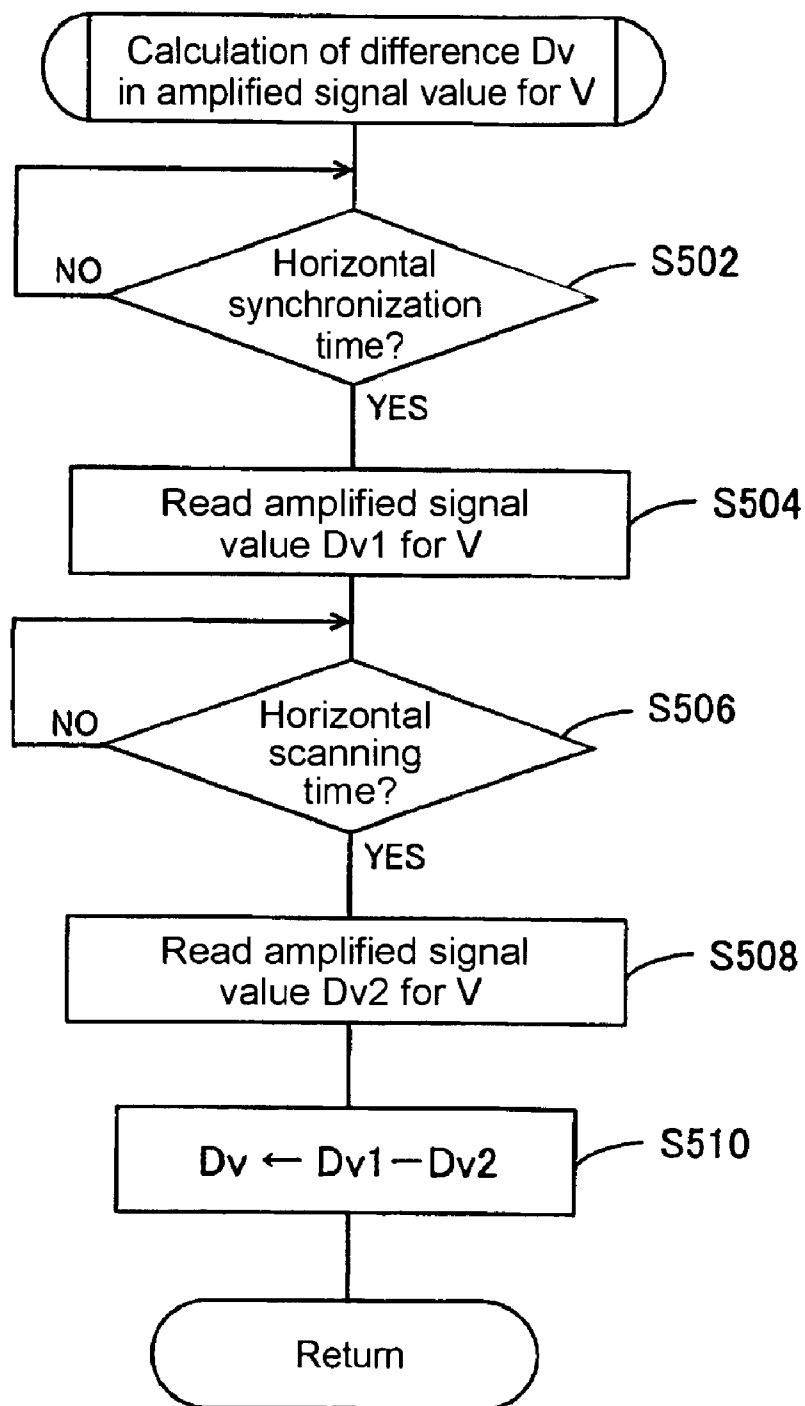 Calculation of difference Dv
in amplified signal value for V
Horizontal
synchronization
time?
S502
NO
YES
Read amplified signal
value Dv1 for V
S504
Horizontal
scanning
time?
S506
NO
YES
Read amplified signal
value Dv2 for V
S508
Dv ← Dv1−Dv2
S510
Return